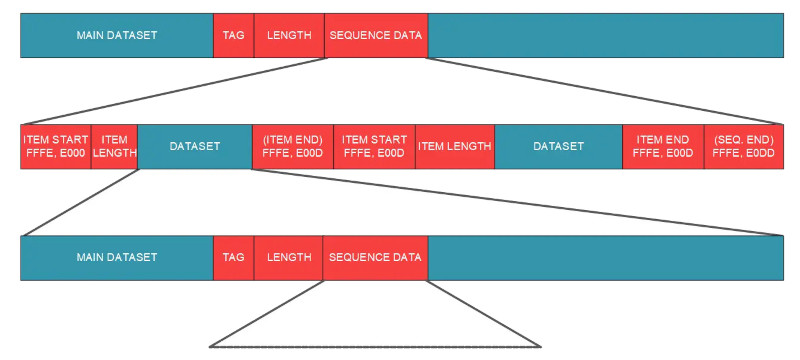 MAIN DATASET TAG LENGTH SEQUENCE DATA
ITEM START
FFFE, E000
ITEM
LENGTH
DATASET
(ITEM END)
FFFE, E00D
ITEM START
FFFE, E00D
ITEM LENGTH
DATASET
ITEM END
FFFE, E00D
(SEQ. END)
FFFE, E0DD
MAIN DATASET TAG LENGTH SEQUENCE DATA